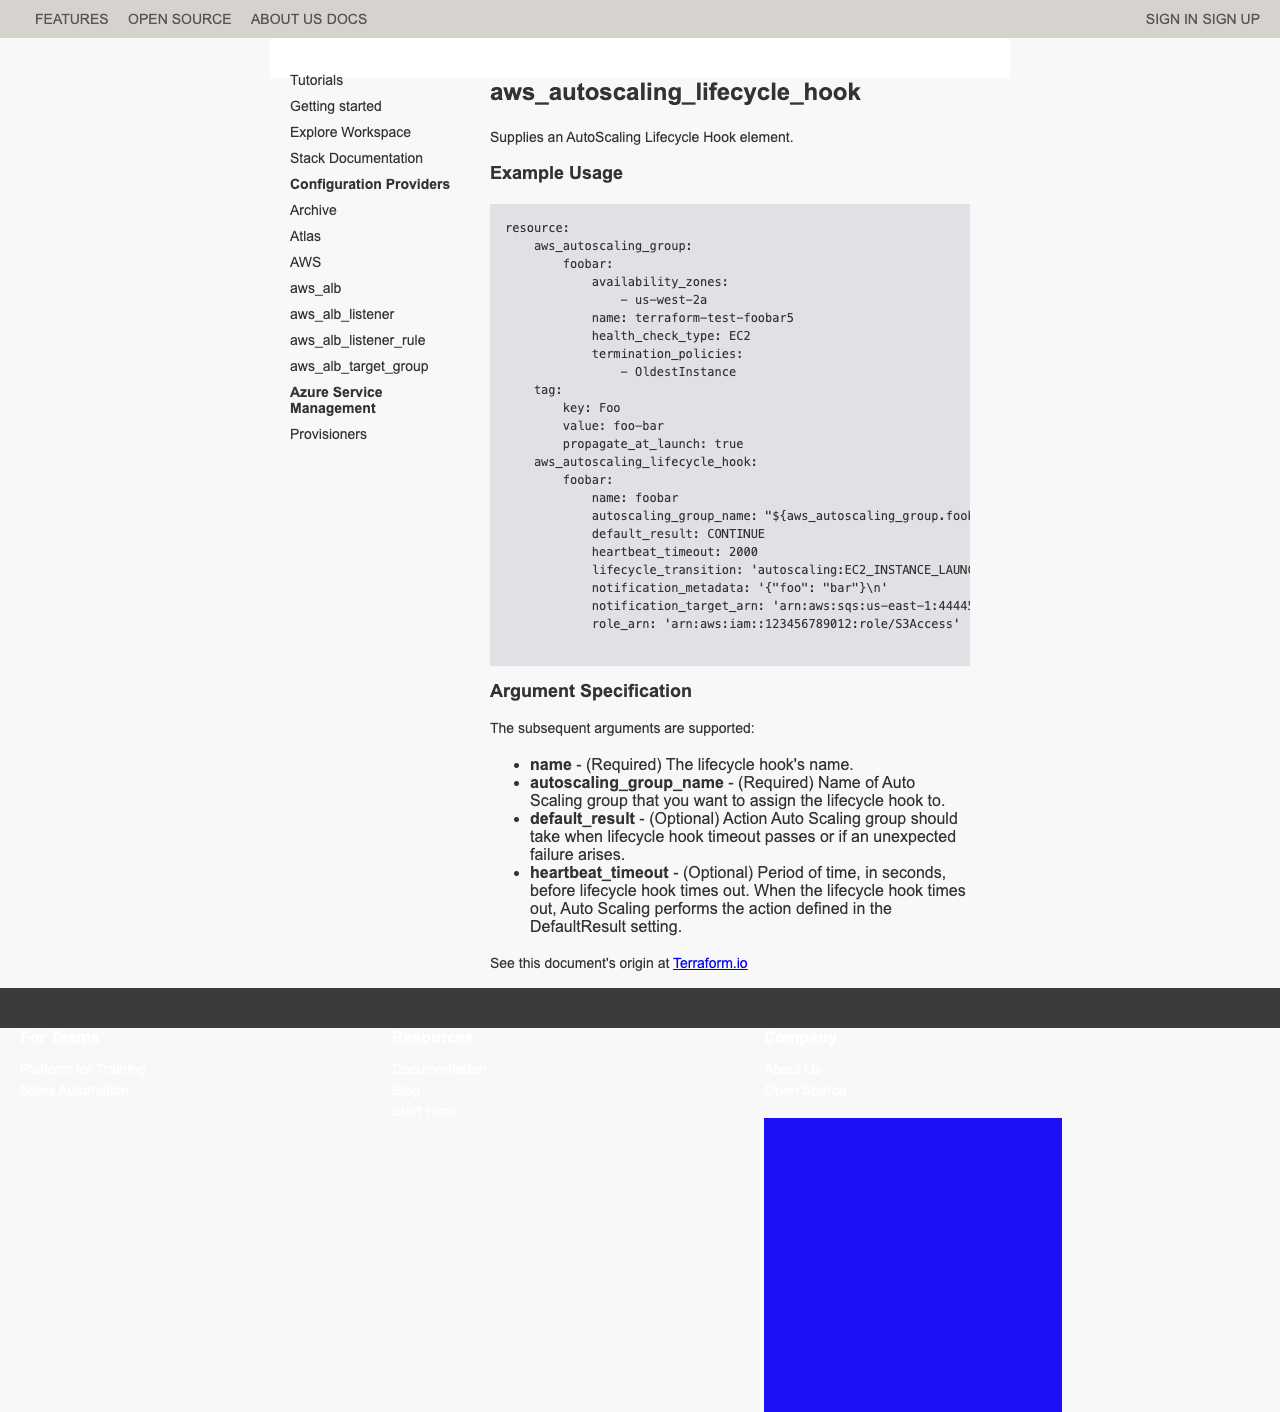 FEATURES OPEN SOURCE ABOUT US DOCS SIGN IN SIGN UP
Tutorials
Getting started
Explore Workspace
Stack Documentation
Configuration Providers
Archive
Atlas
AWS
aws_alb
aws_alb_listener
aws_alb_listener_rule
aws_alb_target_group
Azure Service
Management
Provisioners
aws_autoscaling_lifecycle_hook
Supplies an AutoScaling Lifecycle Hook element.
Example Usage
resource:
    aws_autoscaling_group:
        foobar:
            availability_zones:
                - us-west-2a
            name: terraform-test-foobar5
            health_check_type: EC2
            termination_policies:
                - OldestInstance
    tag:
        key: Foo
        value: foo-bar
        propagate_at_launch: true
    aws_autoscaling_lifecycle_hook:
        foobar:
            name: foobar
            autoscaling_group_name: "${aws_autoscaling_group.foo
            default_result: CONTINUE
            heartbeat_timeout: 2000
            lifecycle_transition: 'autoscaling:EC2_INSTANCE_LAUN
            notification_metadata: '{"foo": "bar"}\n'
            notification_target_arn: 'arn:aws:sqs:us-east-1:4444
            role_arn: 'arn:aws:iam::123456789012:role/S3Access'
Argument Specification
The subsequent arguments are supported:
• name - (Required) The lifecycle hook's name.
• autoscaling_group_name - (Required) Name of Auto
Scaling group that you want to assign the lifecycle hook to.
• default_result - (Optional) Action Auto Scaling group should
take when lifecycle hook timeout passes or if an unexpected
failure arises.
• heartbeat_timeout - (Optional) Period of time, in seconds,
before lifecycle hook times out. When the lifecycle hook times
out, Auto Scaling performs the action defined in the
DefaultResult setting.
See this document's origin at Terraform.io
For Teams
Platform for Training
Sales Automation
Resources
Documentation
Blog
Start Here
Company
About Us
Open Source